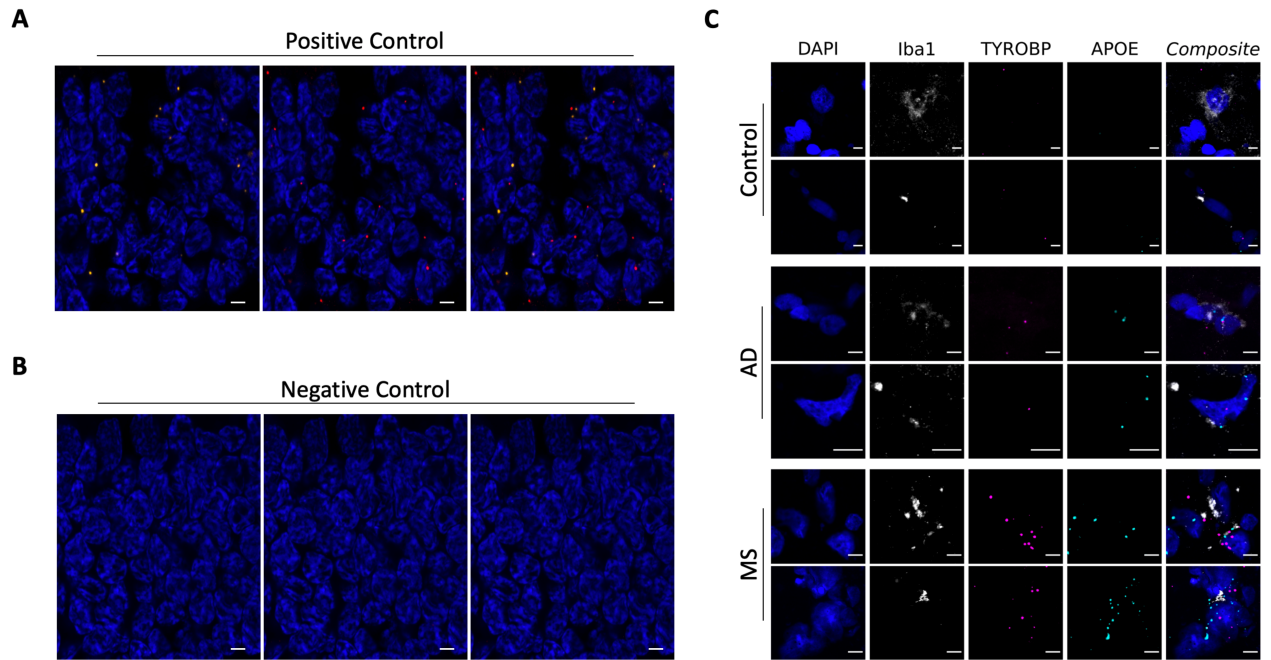 A
Positive Control
B
Negative Control
C
DAPI Iba1 TYROBP APOE Composite
Control
AD
MS